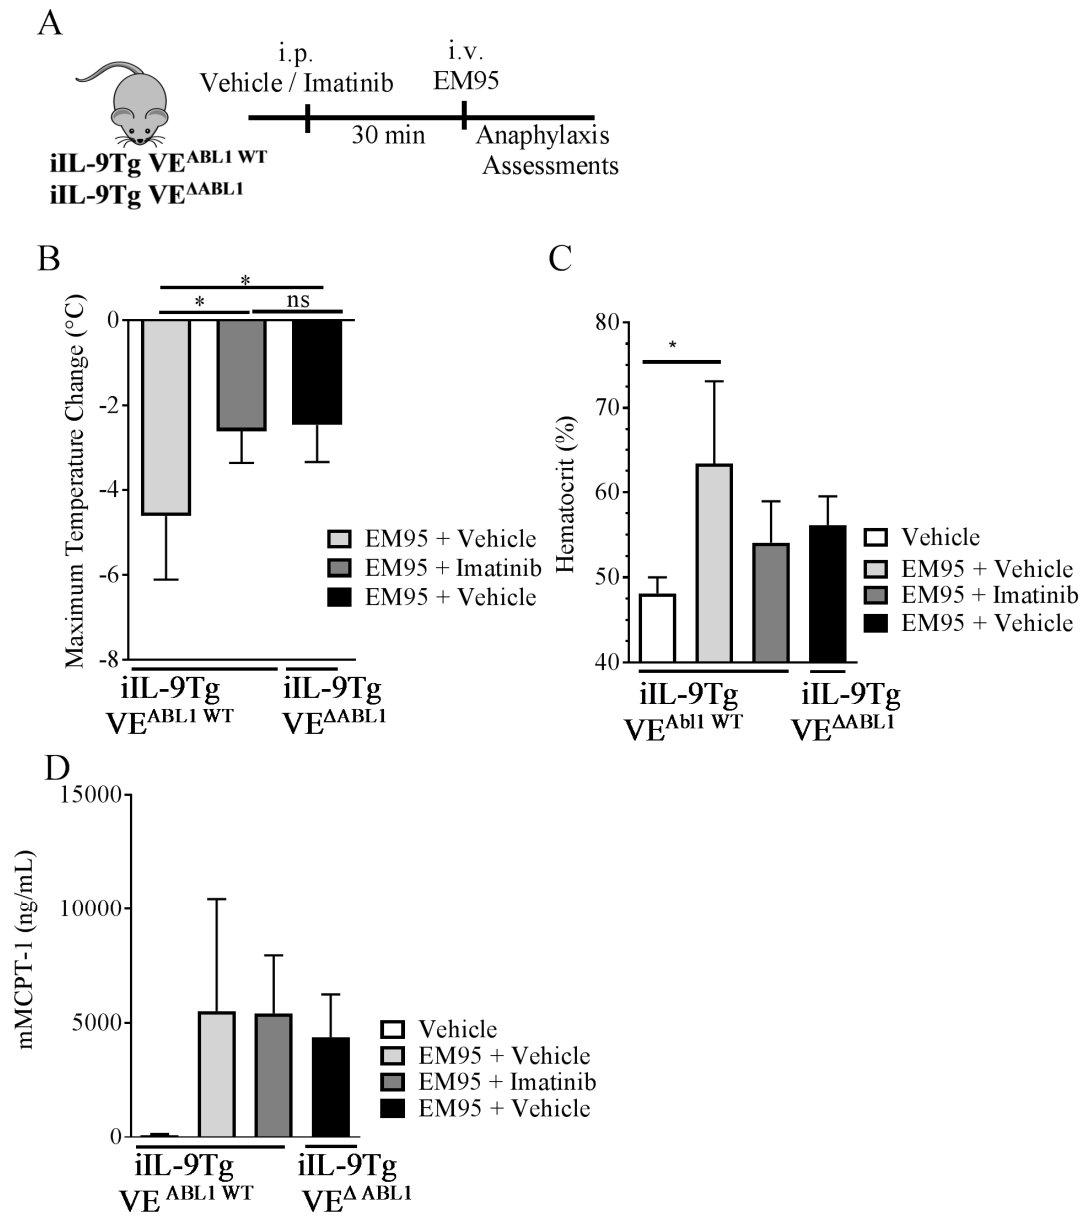 A
i.p.
Vehicle / Imatinib
i.v.
EM95
30 min
Anaphylaxis
Assessments
iIL-9Tg VE^ABL1 WT
iIL-9Tg VE^ΔABL1
B
*
*
ns
Maximum Temperature Change (°C)
0
-2
-4
-6
-8
EM95 + Vehicle
EM95 + Imatinib
EM95 + Vehicle
iIL-9Tg
VE^ABL1 WT
iIL-9Tg
VE^ΔABL1
C
*
Hematocrit (%)
80
70
60
50
40
Vehicle
EM95 + Vehicle
EM95 + Imatinib
EM95 + Vehicle
iIL-9Tg
VE^Abl1 WT
iIL-9Tg
VE^ΔABL1
D
mMCPT-1 (ng/mL)
15000
10000
5000
0
Vehicle
EM95 + Vehicle
EM95 + Imatinib
EM95 + Vehicle
iIL-9Tg
VE ^ABL1 WT
iIL-9Tg
VE^Δ ABL1